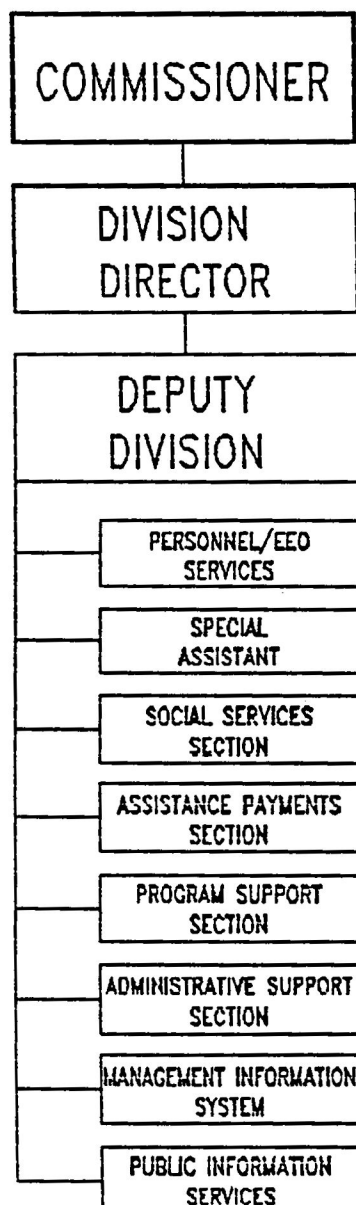 COMMISSIONER
DIVISION
DIRECTOR
DEPUTY
DIVISION
PERSONNEL/EEO
SERVICES
SPECIAL
ASSISTANT
SOCIAL SERVICES
SECTION
ASSISTANCE PAYMENTS
SECTION
PROGRAM SUPPORT
SECTION
ADMINISTRATIVE SUPPORT
SECTION
MANAGEMENT INFORMATION
SYSTEM
PUBLIC INFORMATION
SERVICES